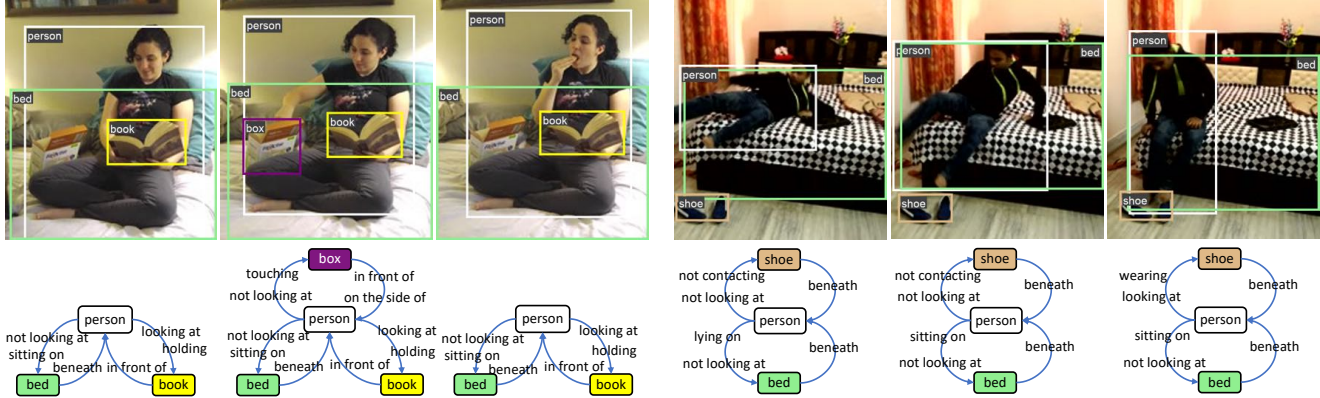 person
bed
book
person
bed
box
book
person
bed
book
person
bed
shoe
person
bed
shoe
person
bed
shoe
person
not looking at
sitting on
beneath
in front of
looking at
holding
bed
book
box
touching
not looking at
in front of
on the side of
person
not looking at
sitting on
beneath
in front of
looking at
holding
bed
book
person
not looking at
sitting on
beneath
in front of
looking at
holding
bed
book
shoe
not contacting
not looking at
beneath
person
lying on
not looking at
beneath
bed
shoe
not contacting
not looking at
beneath
person
sitting on
not looking at
beneath
bed
shoe
wearing
looking at
beneath
person
sitting on
not looking at
beneath
bed